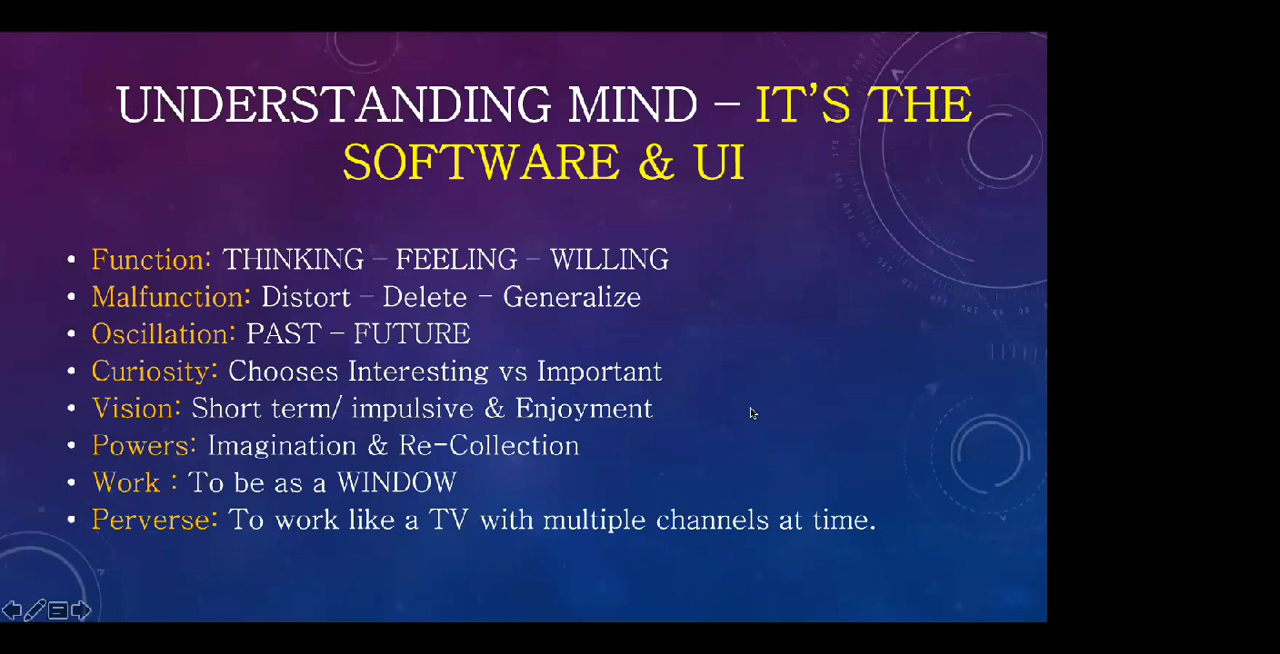 UNDERSTANDING MIND – IT'S THE
SOFTWARE & UI
• Function: THINKING – FEELING – WILLING
• Malfunction: Distort – Delete – Generalize
• Oscillation: PAST – FUTURE
• Curiosity: Chooses Interesting vs Important
• Vision: Short term/ impulsive & Enjoyment
• Powers: Imagination & Re-Collection
• Work : To be as a WINDOW
• Perverse: To work like a TV with multiple channels at time.